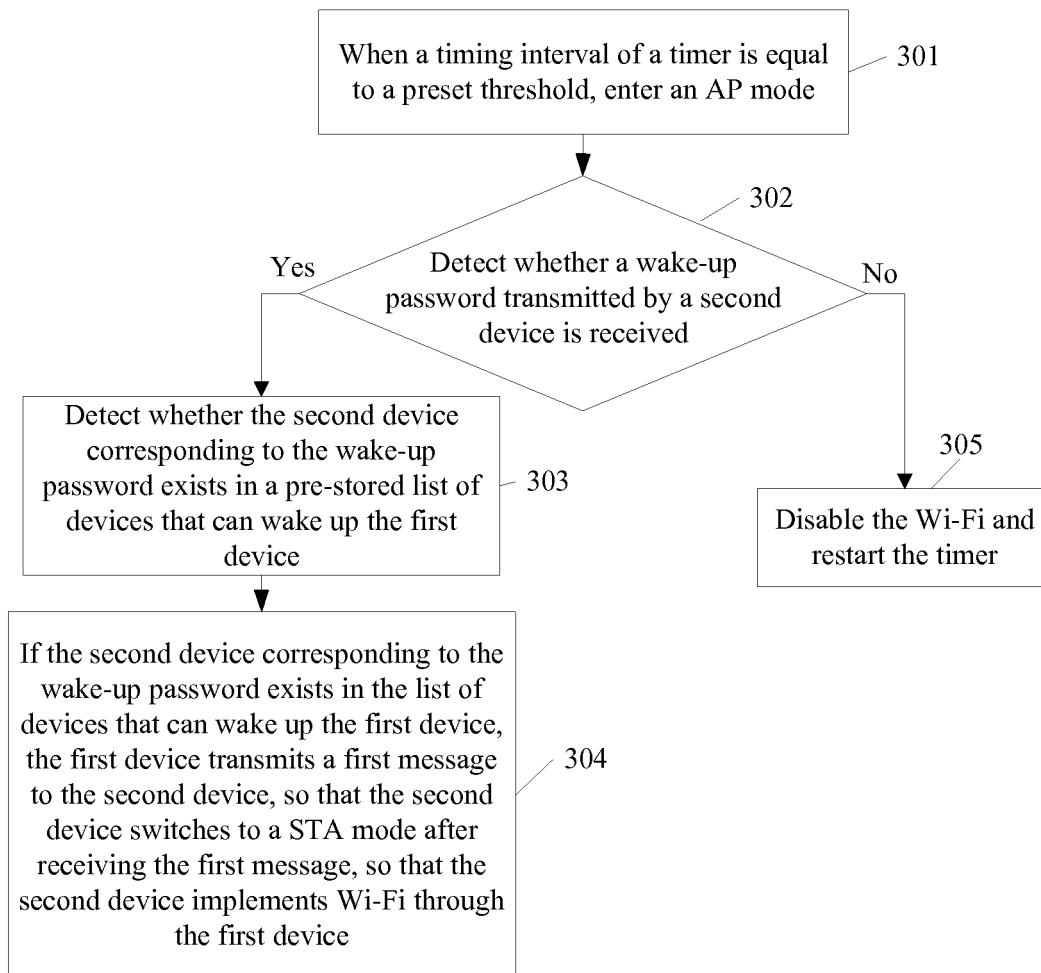 When a timing interval of a timer is equal
to a preset threshold, enter an AP mode
301
302
Detect whether a wake-up
password transmitted by a second
device is received
Yes
No
Detect whether the second device
corresponding to the wake-up
password exists in a pre-stored list of
devices that can wake up the first
device
303
305
Disable the Wi-Fi and
restart the timer
If the second device corresponding to the
wake-up password exists in the list of
devices that can wake up the first device,
the first device transmits a first message
to the second device, so that the second
device switches to a STA mode after
receiving the first message, so that the
second device implements Wi-Fi through
the first device
304